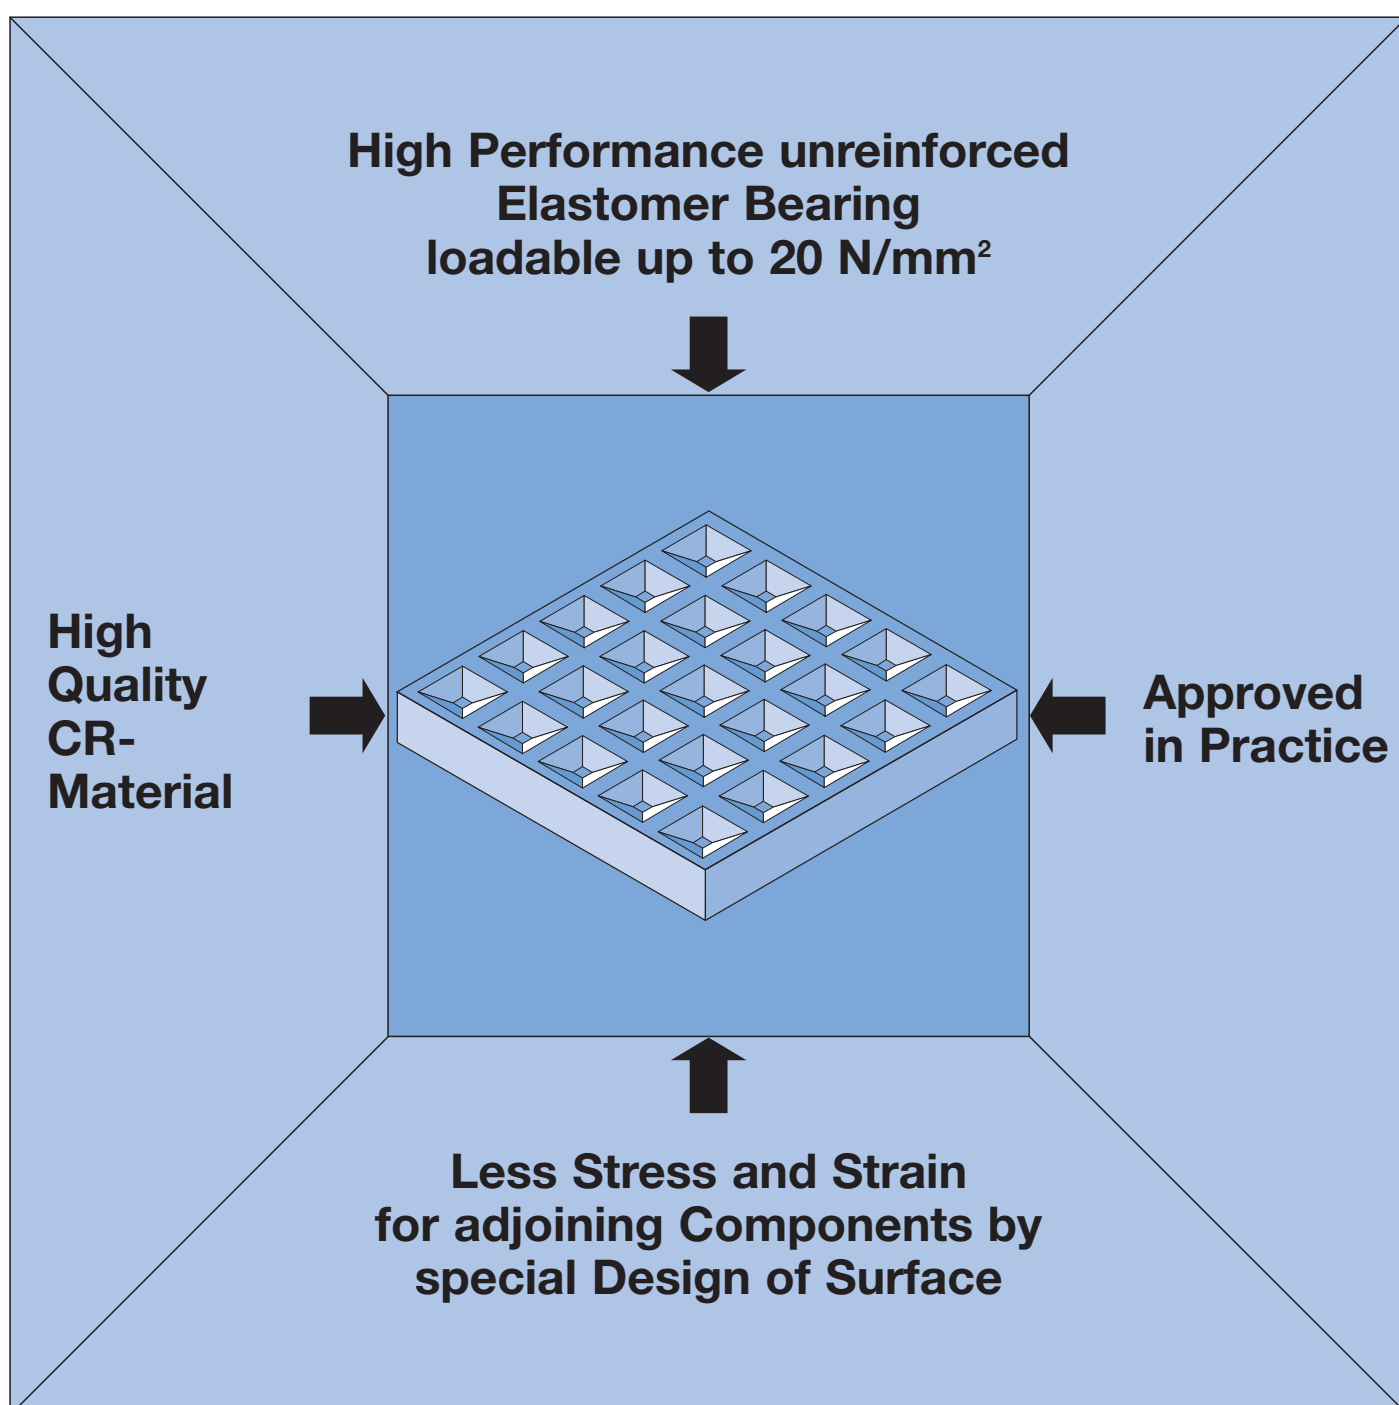 High Performance unreinforced
Elastomer Bearing
loadable up to 20 N/mm²
High
Quality
CR-
Material
Approved
in Practice
Less Stress and Strain
for adjoining Components by
special Design of Surface